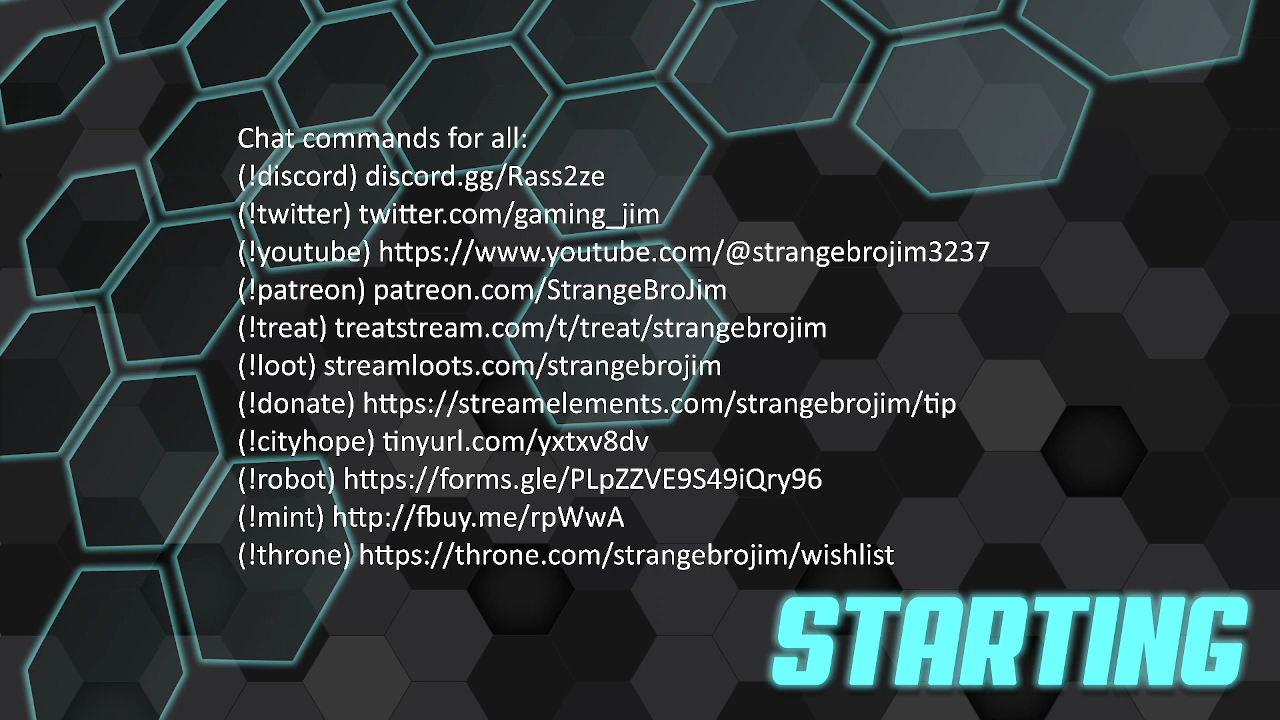 Chat commands for all:
(!discord) discord.gg/Rass2ze
(!twitter) twitter.com/gaming_jim
(!youtube) https://www.youtube.com/@strangebrojim3237
(!patreon) patreon.com/StrangeBroJim
(!treat) treatstream.com/t/treat/strangebrojim
(!loot) streamloots.com/strangebrojim
(!donate) https://streamelements.com/strangebrojim/tip
(!cityhope) tinyurl.com/yxtxv8dv
(!robot) https://forms.gle/PLpZZVE9S49iQry96
(!mint) http://fbuy.me/rpWwA
(!throne) https://throne.com/strangebrojim/wishlist
STARTING